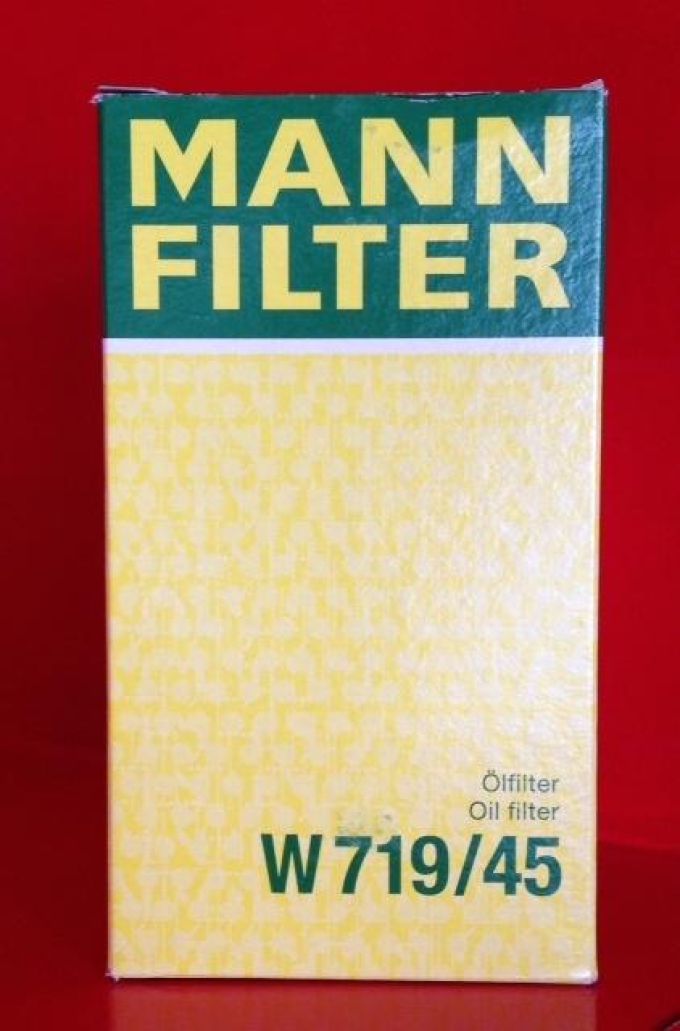 MANN
FILTER
Ölfilter
Oil filter
W 719/45